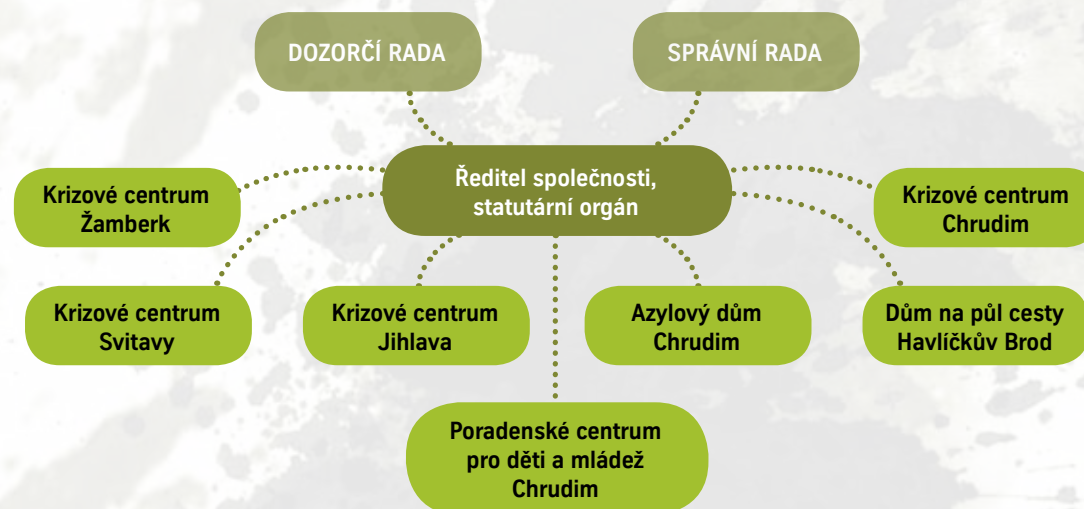 DOZORČÍ RADA
SPRÁVNÍ RADA
Ředitel společnosti,
statutární orgán
Krizové centrum
Žamberk
Krizové centrum
Chrudim
Krizové centrum
Svitavy
Krizové centrum
Jihlava
Azylový dům
Chrudim
Dům na půl cesty
Havlíčkův Brod
Poradenské centrum
pro děti a mládež
Chrudim